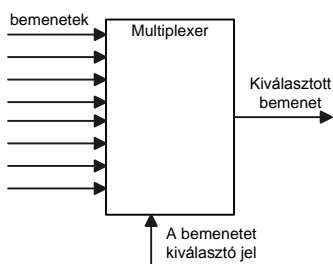 bemenetek
Multiplexer
Kiválasztott
bemenet
A bemenetet
kiválasztó jel